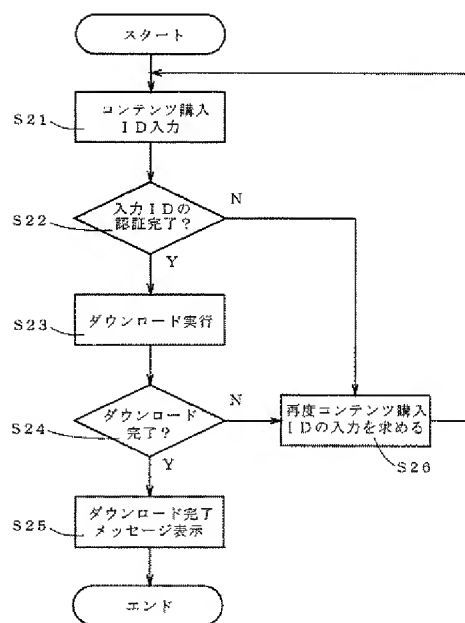 スタート
S21
コンテンツ購入
ID入力
S22
入力IDの
認証完了?
N
Y
S23
ダウンロード実行
S24
ダウンロード
完了?
N
Y
再度コンテンツ購入
IDの入力を求める
S26
S25
ダウンロード完了
メッセージ表示
エンド